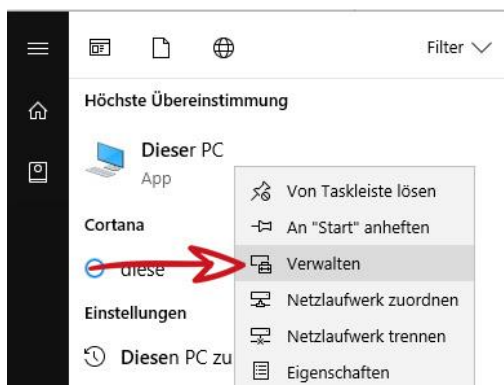 Filter
Höchste Übereinstimmung
Dieser PC
App
Von Taskleiste lösen
Cortana
An "Start" anheften
diese
Verwalten
Netzlaufwerk zuordnen
Einstellungen
Netzlaufwerk trennen
Diesen PC zu
Eigenschaften